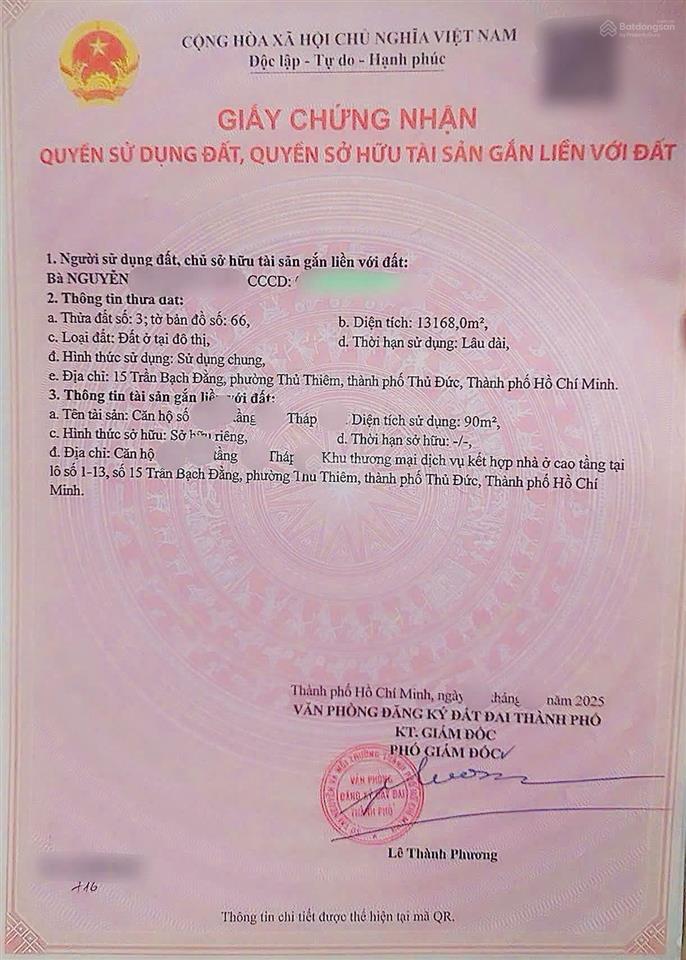 Batdongsan
by PropertyGuru
CỘNG HÒA XÃ HỘI CHỦ NGHĨA VIỆT NAM
Độc lập - Tự do - Hạnh phúc
GIẤY CHỨNG NHẬN
QUYỀN SỬ DỤNG ĐẤT, QUYỀN SỞ HỮU TÀI SẢN GẮN LIỀN VỚI ĐẤT
1. Người sử dụng đất, chủ sở hữu tài sản gắn liền với đất:
Bà NGUYỄN CCCD:
2. Thông tin thửa đất:
a. Thửa đất số: 3; tờ bản đồ số: 66, b. Diện tích: 13168,0m²,
c. Loại đất: Đất ở tại đô thị, d. Thời hạn sử dụng: Lâu dài,
đ. Hình thức sử dụng: Sử dụng chung,
e. Địa chỉ: 15 Trần Bạch Đằng, phường Thủ Thiêm, thành phố Thủ Đức, Thành phố Hồ Chí Minh.
3. Thông tin tài sản gắn liền với đất:
a. Tên tài sản: Căn hộ số tầng Tháp Diện tích sử dụng: 90m²,
c. Hình thức sở hữu: Sở hữu riêng, d. Thời hạn sở hữu: -/-,
đ. Địa chỉ: Căn hộ tầng Tháp Khu thương mại dịch vụ kết hợp nhà ở cao tầng tại
lô số 1-13, số 15 Trần Bạch Đằng, phường Thủ Thiêm, thành phố Thủ Đức, Thành phố Hồ Chí
Minh.
Thành phố Hồ Chí Minh, ngày tháng năm 2025
VĂN PHÒNG ĐĂNG KÝ ĐẤT ĐAI THÀNH PHỐ
KT. GIÁM ĐỐC
PHÓ GIÁM ĐỐC
VĂN PHÒNG
ĐĂNG KÝ ĐẤT ĐAI
THÀNH PHỐ
Lê Thành Phương
Thông tin chi tiết được thể hiện tại mã QR.